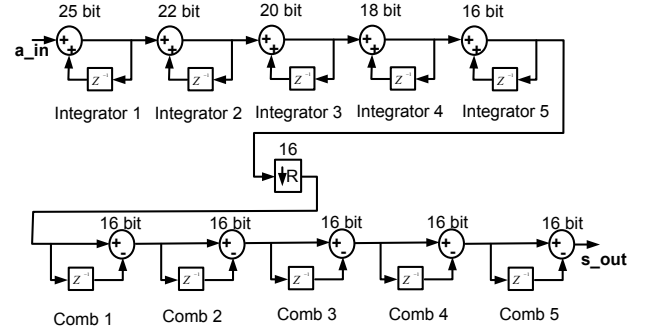 25 bit 22 bit 20 bit 18 bit 16 bit
a_in + + + + + + + + + +
Z⁻¹ Z⁻¹ Z⁻¹ Z⁻¹ Z⁻¹
Integrator 1 Integrator 2 Integrator 3 Integrator 4 Integrator 5
16
R
16 bit 16 bit 16 bit 16 bit 16 bit
+ - + - + - + - + -
s_out
Z⁻¹ Z⁻¹ Z⁻¹ Z⁻¹ Z⁻¹
Comb 1 Comb 2 Comb 3 Comb 4 Comb 5